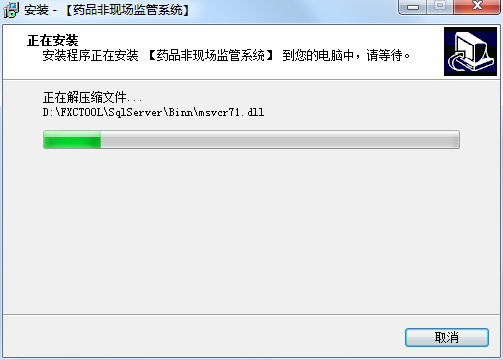 安装 - 【药品非现场监管系统】
正在安装
安装程序正在安装 【药品非现场监管系统】 到您的电脑中，请等待。
正在解压缩文件...
D:\FXCTOOL\SqlServer\Binn\msvcr71.dll
取消